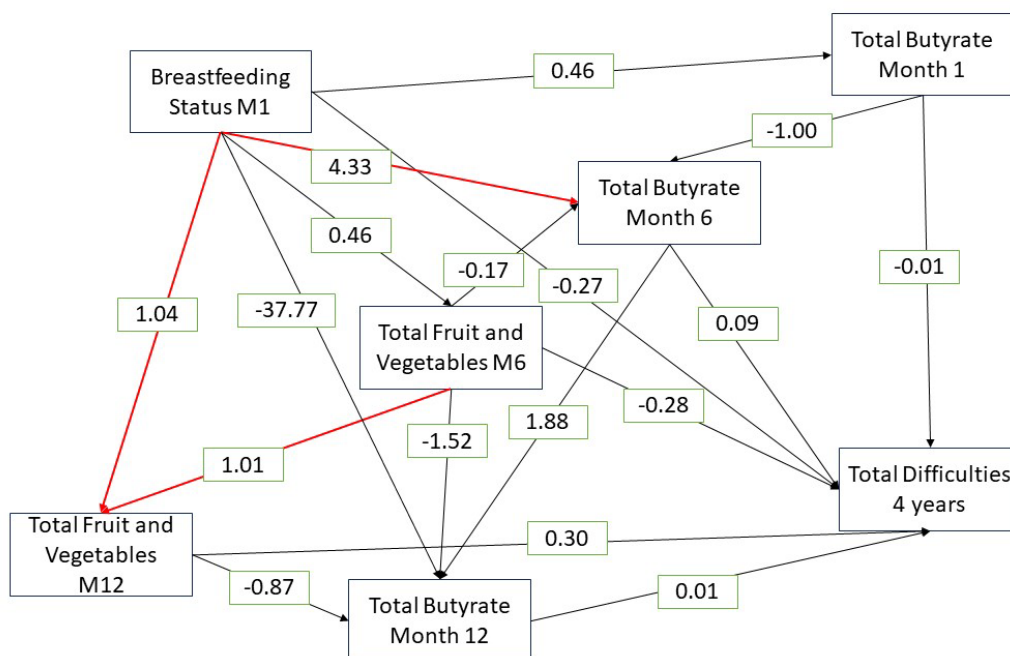 Total Butyrate
Month 1
Breastfeeding
Status M1
0.46
-1.00
4.33
Total Butyrate
Month 6
0.46
-0.17
-0.27
-0.01
1.04
-37.77
Total Fruit and
Vegetables M6
0.09
-0.28
1.88
-1.52
1.01
Total Difficulties
4 years
Total Fruit and
Vegetables
M12
0.30
-0.87
0.01
Total Butyrate
Month 12